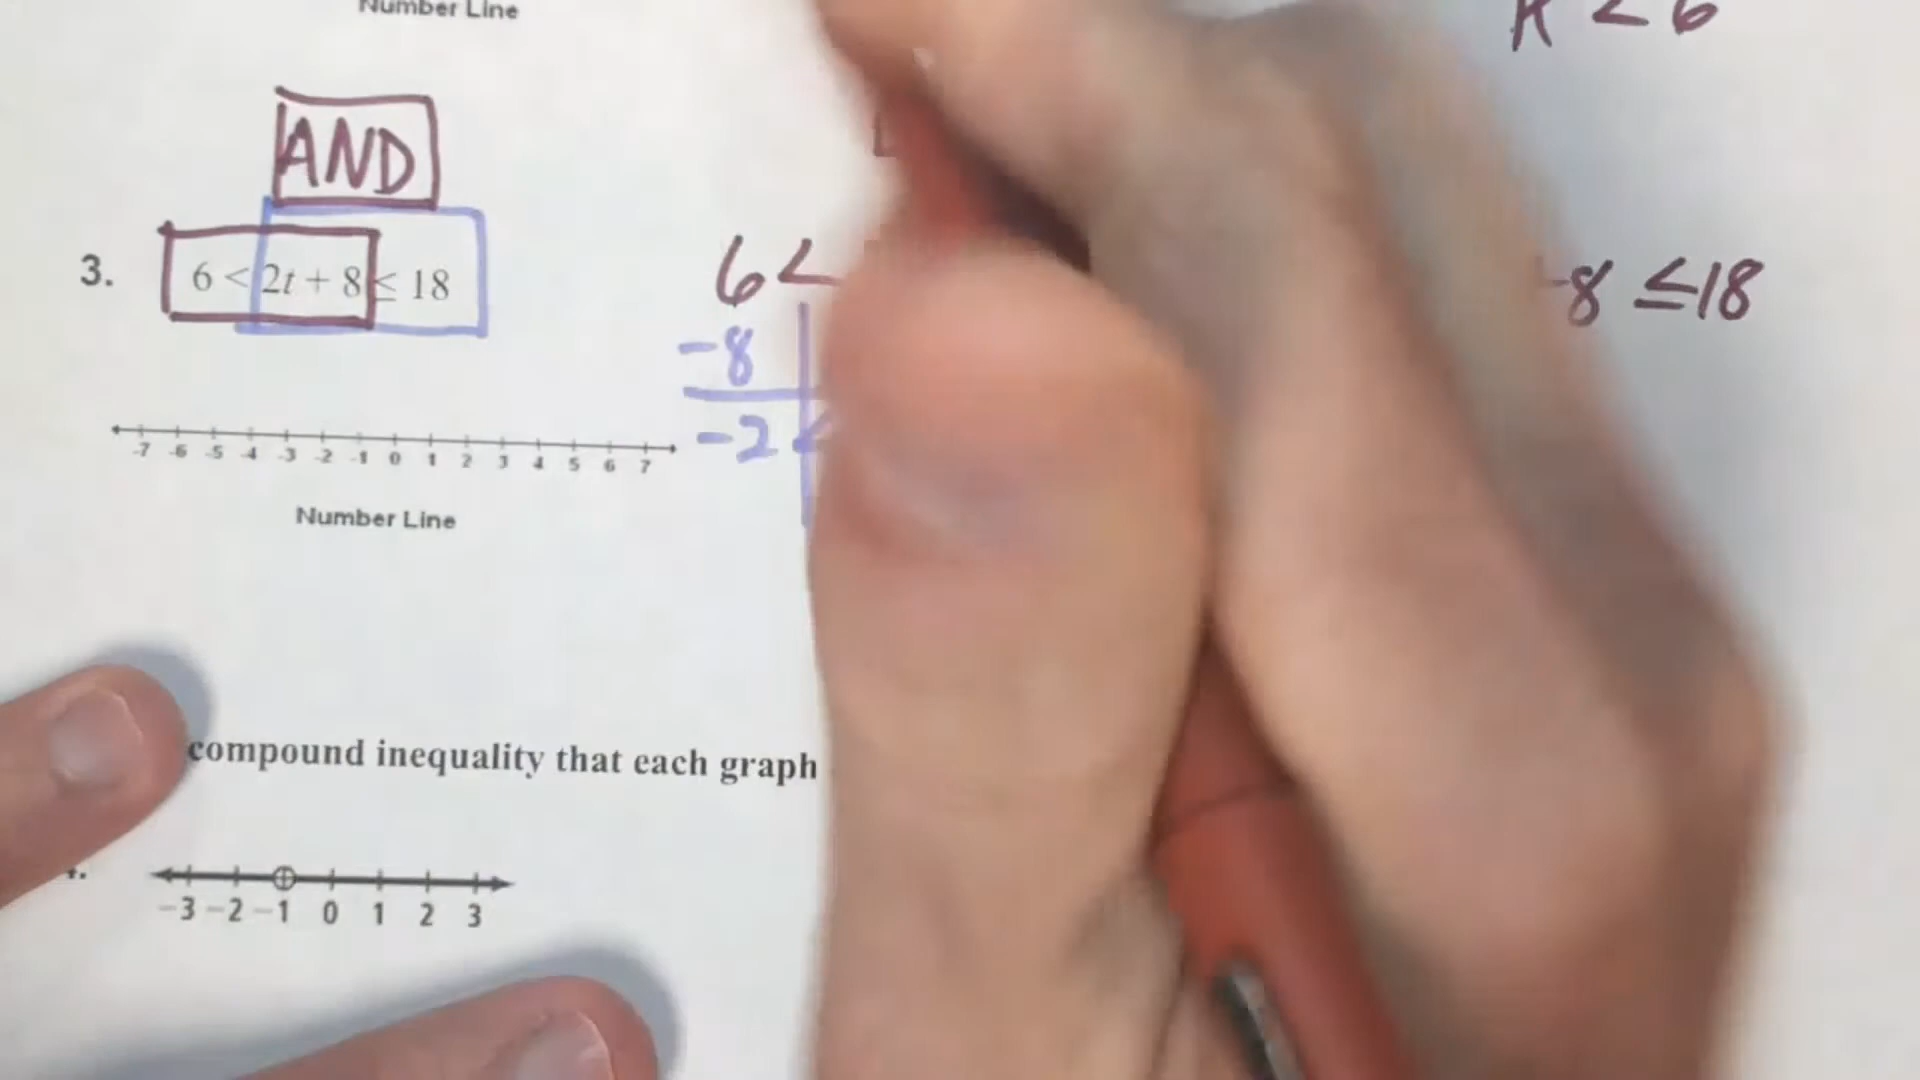 Number Line
K < 6
AND
3. 6 < 2t + 8 ≤ 18
6 <
8 ≤ 18
-8
-2 <
-7 -6 -5 -4 -3 -2 -1 0 1 2 3 4 5 6 7
Number Line
compound inequality that each graph
-3 -2 -1 0 1 2 3